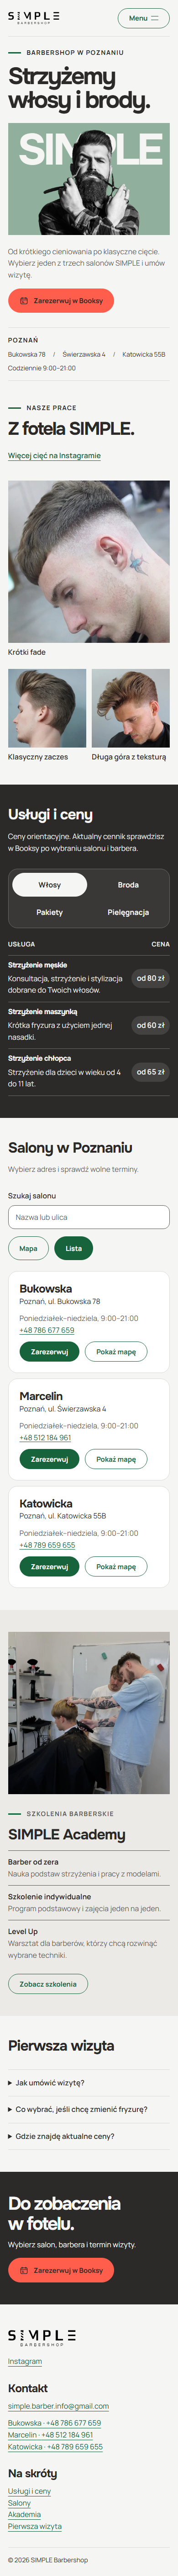 SIMPLE
BARBERSHOP
Menu
BARBERSHOP W POZNANIU
Strzyżemy
włosy i brody.
SIMPLE
Od krótkiego cieniowania po klasyczne cięcie.
Wybierz jeden z trzech salonów SIMPLE i umów
wizytę.
Zarezerwuj w Booksy
POZNAŃ
Bukowska 78 / Świerzawska 4 / Katowicka 55B
Codziennie 9:00–21:00
NASZE PRACE
Z fotela SIMPLE.
Więcej cięć na Instagramie
Krótki fade
Klasyczny zaczes
Długa góra z teksturą
Usługi i ceny
Ceny orientacyjne. Aktualny cennik sprawdzisz
w Booksy po wybraniu salonu i barbera.
Włosy
Broda
Pakiety
Pielęgnacja
USŁUGA
CENA
Strzyżenie męskie
Konsultacja, strzyżenie i stylizacja
dobrane do Twoich włosów.
od 80 zł
Strzyżenie maszynką
Krótka fryzura z użyciem jednej
nasadki.
od 60 zł
Strzyżenie chłopca
Strzyżenie dla dzieci w wieku od 4
do 11 lat.
od 65 zł
Salony w Poznaniu
Wybierz adres i sprawdź wolne terminy.
Szukaj salonu
Nazwa lub ulica
Mapa
Lista
Bukowska
Poznań, ul. Bukowska 78
Poniedziałek–niedziela, 9:00–21:00
+48 786 677 659
Zarezerwuj
Pokaż mapę
Marcelin
Poznań, ul. Świerzawska 4
Poniedziałek–niedziela, 9:00–21:00
+48 512 184 961
Zarezerwuj
Pokaż mapę
Katowicka
Poznań, ul. Katowicka 55B
Poniedziałek–niedziela, 9:00–21:00
+48 789 659 655
Zarezerwuj
Pokaż mapę
SZKOLENIA BARBERSKIE
SIMPLE Academy
Barber od zera
Nauka podstaw strzyżenia i pracy z modelami.
Szkolenie indywidualne
Program podstawowy i zajęcia jeden na jeden.
Level Up
Warsztat dla barberów, którzy chcą rozwinąć
wybrane techniki.
Zobacz szkolenia
Pierwsza wizyta
Jak umówić wizytę?
Co wybrać, jeśli chcę zmienić fryzurę?
Gdzie znajdę aktualne ceny?
Do zobaczenia
w fotelu.
Wybierz salon, barbera i termin wizyty.
Zarezerwuj w Booksy
SIMPLE
BARBERSHOP
Instagram
Kontakt
simple.barber.info@gmail.com
Bukowska · +48 786 677 659
Marcelin · +48 512 184 961
Katowicka · +48 789 659 655
Na skróty
Usługi i ceny
Salony
Akademia
Pierwsza wizyta
© 2026 SIMPLE Barbershop